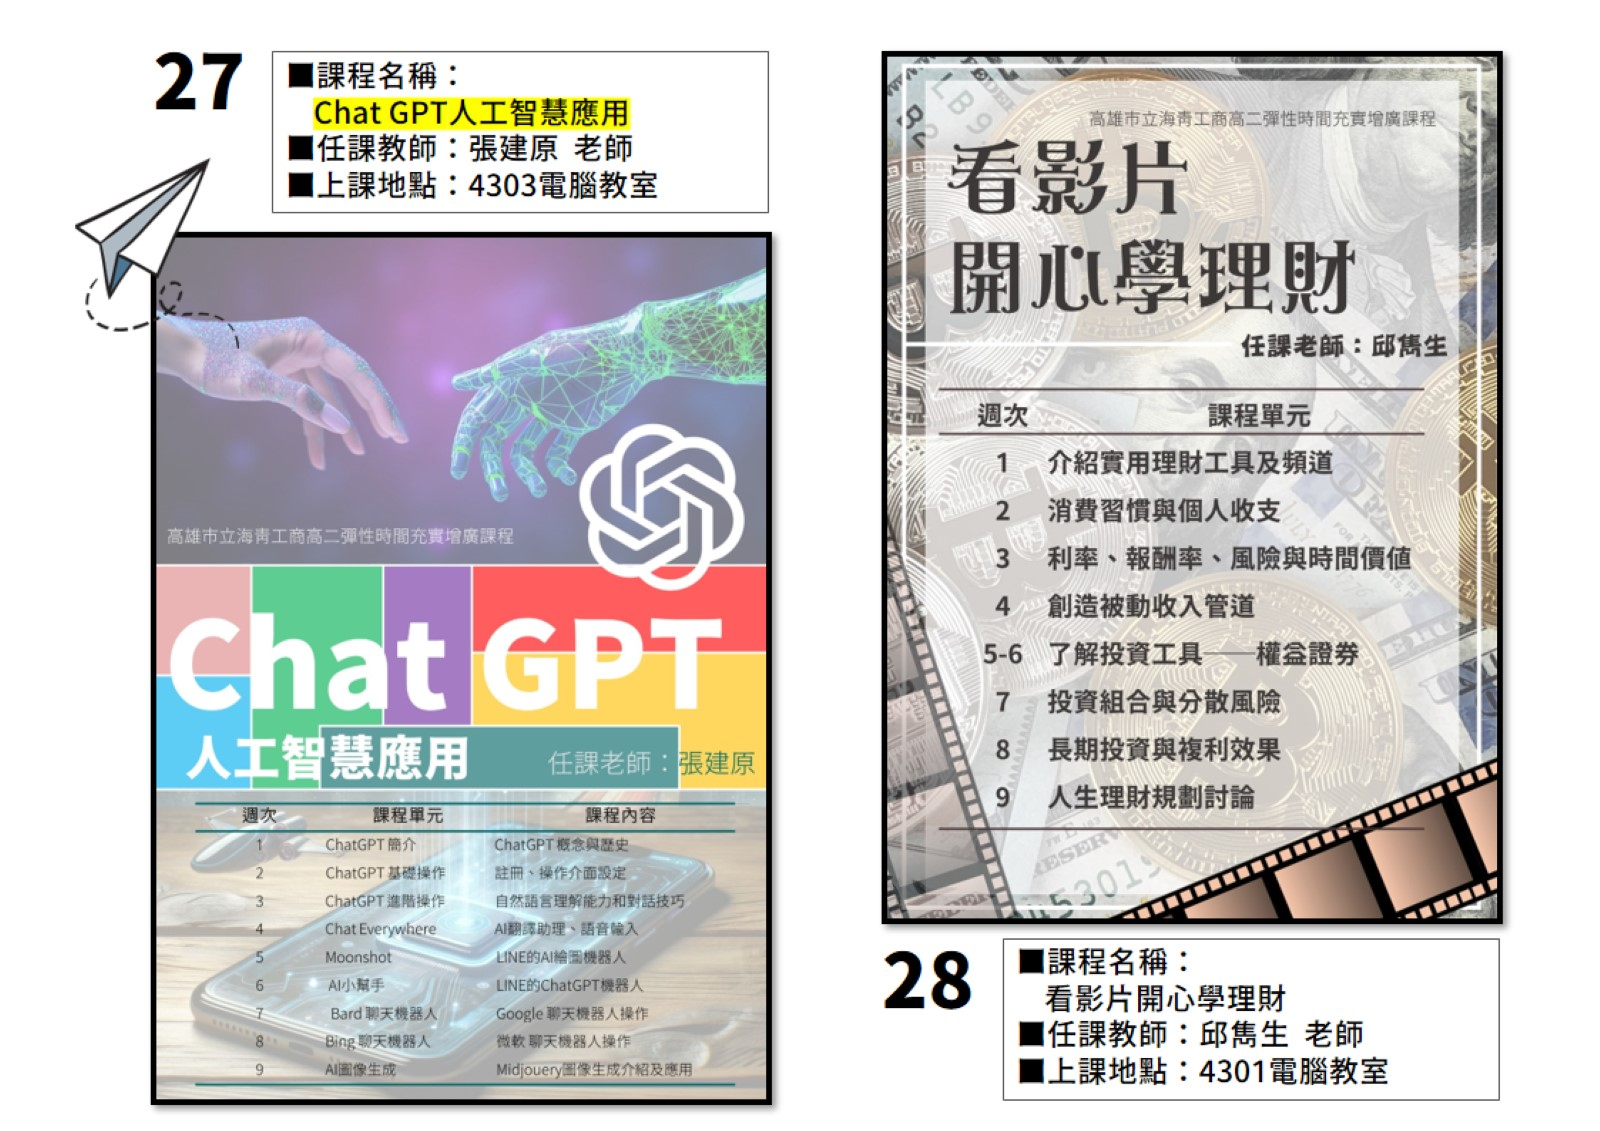 27
■課程名稱：
Chat GPT人工智慧應用
■任課教師：張建原 老師
■上課地點：4303電腦教室
高雄市立海青工商高二彈性時間充實增廣課程
Chat GPT
人工智慧應用
任課老師：張建原
週次 課程單元 課程內容
1 ChatGPT 簡介 ChatGPT 概念與歷史
2 ChatGPT 基礎操作 註冊、操作介面設定
3 ChatGPT 進階操作 自然語言理解能力和對話技巧
4 Chat Everywhere AI翻譯助理、語音輸入
5 Moonshot LINE的AI繪圖機器人
6 AI小幫手 LINE的ChatGPT機器人
7 Bard 聊天機器人 Google 聊天機器人操作
8 Bing 聊天機器人 微軟 聊天機器人操作
9 AI圖像生成 Midjouery圖像生成介紹及應用
高雄市立海青工商高二彈性時間充實增廣課程
看影片
開心學理財
任課老師：邱雋生
週次 課程單元
1 介紹實用理財工具及頻道
2 消費習慣與個人收支
3 利率、報酬率、風險與時間價值
4 創造被動收入管道
5-6 了解投資工具──權益證券
7 投資組合與分散風險
8 長期投資與複利效果
9 人生理財規劃討論
28
■課程名稱：
看影片開心學理財
■任課教師：邱雋生 老師
■上課地點：4301電腦教室